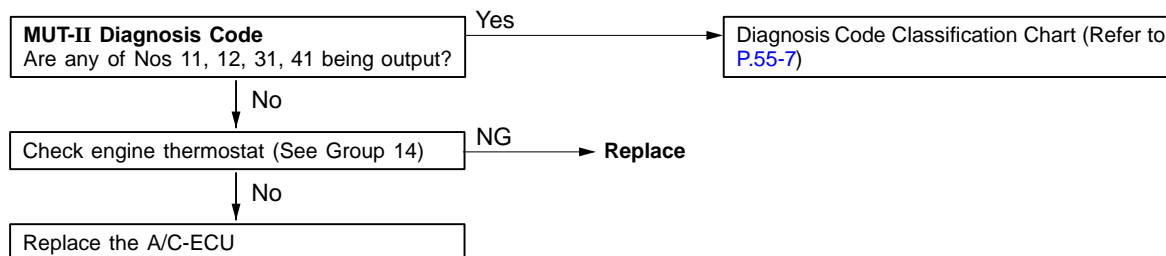 MUT-II Diagnosis Code
Are any of Nos 11, 12, 31, 41 being output?
Yes
Diagnosis Code Classification Chart (Refer to
P.55-7)
No
Check engine thermostat (See Group 14)
NG
Replace
No
Replace the A/C-ECU